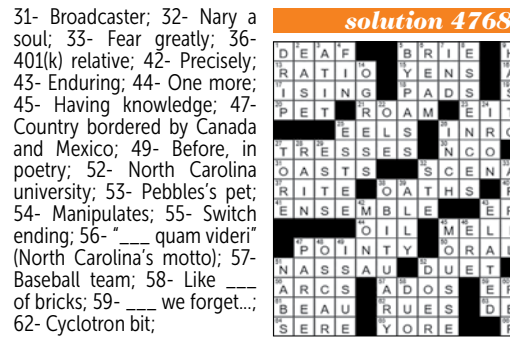 31- Broadcaster; 32- Nary a
soul; 33- Fear greatly; 36-
401(k) relative; 42- Precisely;
43- Enduring; 44- One more;
45- Having knowledge; 47-
Country bordered by Canada
and Mexico; 49- Before, in
poetry; 52- North Carolina
university; 53- Pebbles's pet;
54- Manipulates; 55- Switch
ending; 56- "___ quam videri"
(North Carolina's motto); 57-
Baseball team; 58- Like ___
of bricks; 59- ___ we forget...;
62- Cyclotron bit;
solution 4768
DEAF BRIE
RATIO YENS
ISING PADS
PET ROAM EIT
EELS INRO
TRESSES NCO
OASTS SCENA
RITE OATHS
ENSEMBLE
OIL MEL
POINTY ORAL
NASSAU DUET
ARCS ADOS
BEAU RUES
SERE YORE